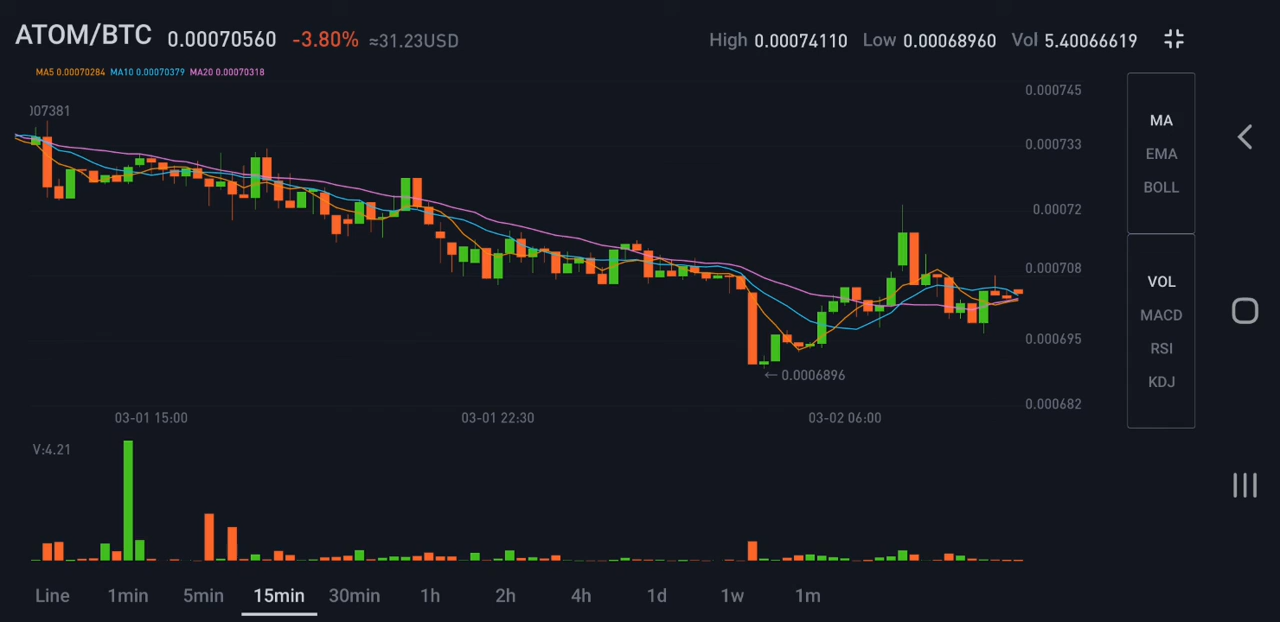 ATOM/BTC 0.00070560 -3.80% ≈31.23USD High 0.00074110 Low 0.00068960 Vol 5.40066619
MA5 0.00070284 MA10 0.00070379 MA20 0.00070318
0.000745
07381
MA
0.000733
EMA
BOLL
0.00072
0.000708
VOL
MACD
0.000695
RSI
← 0.0006896
KDJ
0.000682
03-01 15:00 03-01 22:30 03-02 06:00
V:4.21
Line 1min 5min 15min 30min 1h 2h 4h 1d 1w 1m